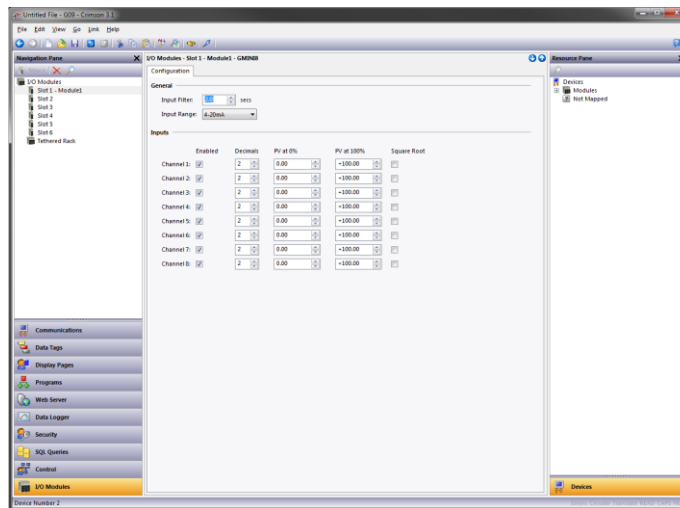 Untitled File - G09 - Crimson 3.1
File Edit View Go Link Help
Navigation Pane
I/O Modules
Slot 1 - Module1
Slot 2
Slot 3
Slot 4
Slot 5
Slot 6
Tethered Rack
Communications
Data Tags
Display Pages
Programs
Web Server
Data Logger
Security
SQL Queries
Control
I/O Modules
Device Number 2
I/O Modules - Slot 1 - Module1 - GMINI8
Configuration
General
Input Filter: secs
Input Range: 4-20mA
Inputs
Enabled Decimals PV at 0% PV at 100% Square Root
Channel 1: 2 0.00 +100.00
Channel 2: 2 0.00 +100.00
Channel 3: 2 0.00 +100.00
Channel 4: 2 0.00 +100.00
Channel 5: 2 0.00 +100.00
Channel 6: 2 0.00 +100.00
Channel 7: 2 0.00 +100.00
Channel 8: 2 0.00 +100.00
Resource Pane
Devices
Modules
Not Mapped
Devices